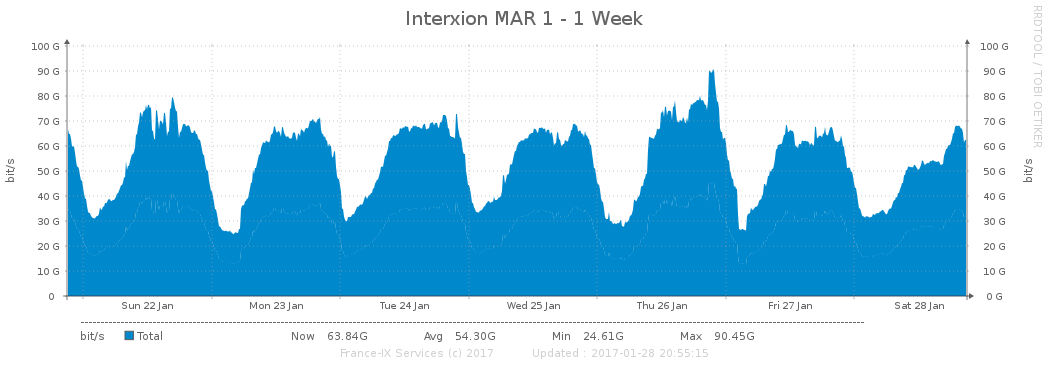 Interxion MAR 1 - 1 Week
RRDTOOL / TOBI OETIKER
bit/s
bit/s
100 G 100 G
90 G 90 G
80 G 80 G
70 G 70 G
60 G 60 G
50 G 50 G
40 G 40 G
30 G 30 G
20 G 20 G
10 G 10 G
0 0 G
Sun 22 Jan Mon 23 Jan Tue 24 Jan Wed 25 Jan Thu 26 Jan Fri 27 Jan Sat 28 Jan
bit/s Total Now 63.84G Avg 54.30G Min 24.61G Max 90.45G
France-IX Services (c) 2017 Updated : 2017-01-28 20:55:15